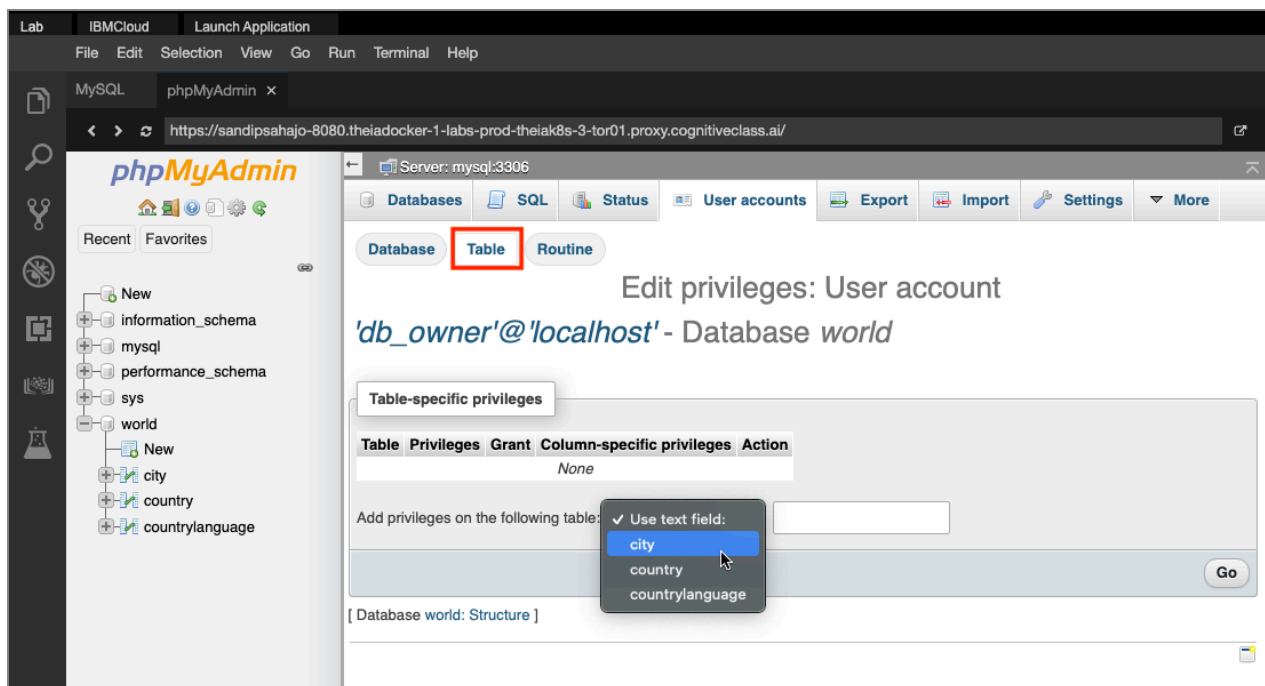 Lab IBMCloud Launch Application
File Edit Selection View Go Run Terminal Help
MySQL phpMyAdmin ×
https://sandipsahajo-8080.theiadocker-1-labs-prod-theiak8s-3-tor01.proxy.cognitiveclass.ai/
phpMyAdmin
Recent Favorites
New
information_schema
mysql
performance_schema
sys
world
New
city
country
countrylanguage
Server: mysql:3306
Databases SQL Status User accounts Export Import Settings More
Database Table Routine
Edit privileges: User account
'db_owner'@'localhost' - Database world
Table-specific privileges
Table Privileges Grant Column-specific privileges Action
None
Add privileges on the following table: ✓ Use text field:
city
country
countrylanguage
Go
[ Database world: Structure ]